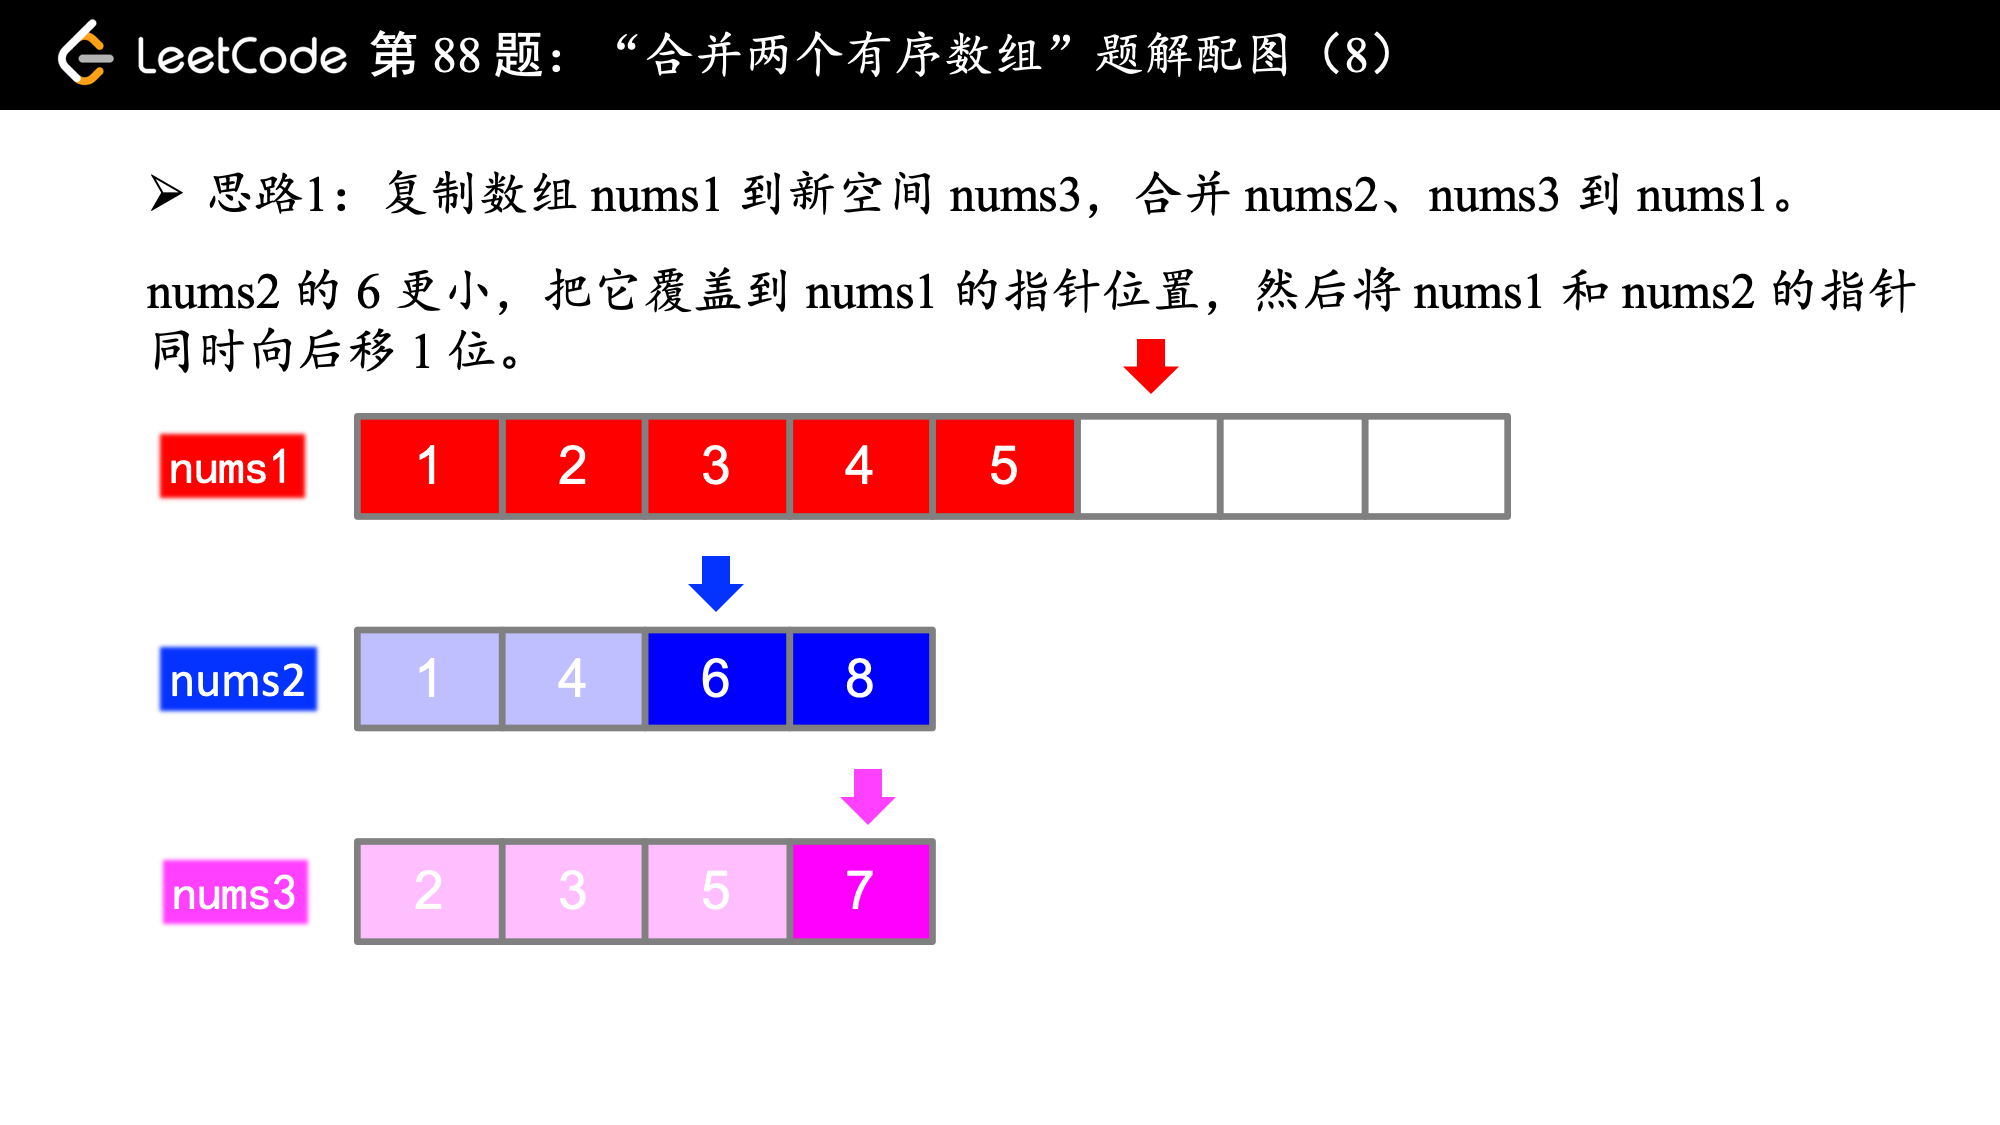 LeetCode 第 88 题：“合并两个有序数组”题解配图（8）
➢ 思路1：复制数组 nums1 到新空间 nums3，合并 nums2、nums3 到 nums1。
nums2 的 6 更小，把它覆盖到 nums1 的指针位置，然后将 nums1 和 nums2 的指针
同时向后移 1 位。
nums1 1 2 3 4 5
nums2 1 4 6 8
nums3 2 3 5 7